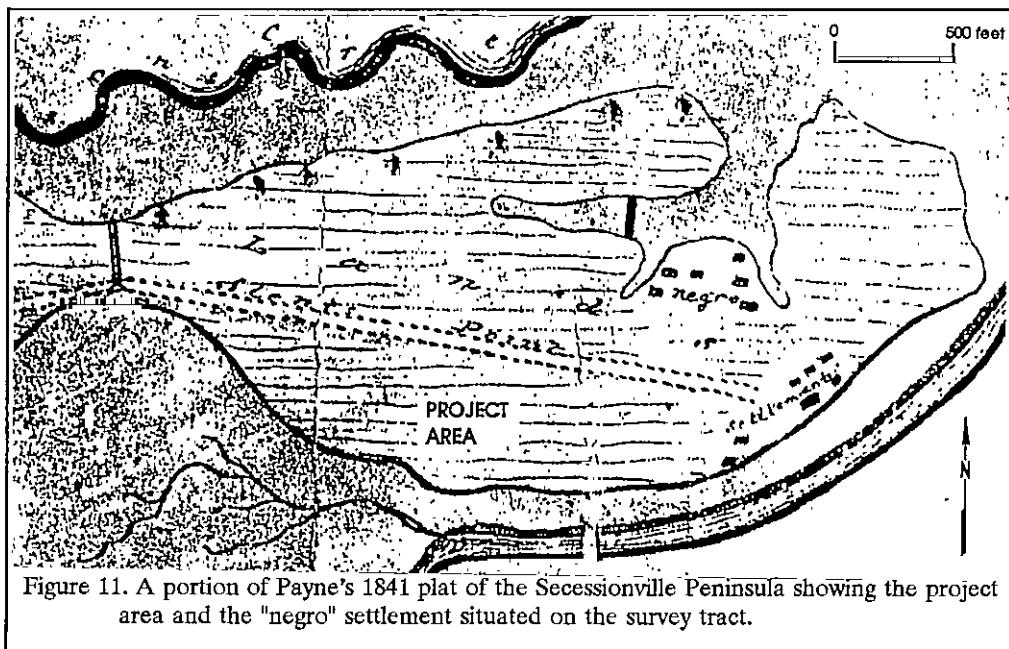 0 500 feet
C r e e k
L a n d
negro
settlement
PROJECT
AREA
N
Figure 11. A portion of Payne's 1841 plat of the Secessionville Peninsula showing the project
area and the "negro" settlement situated on the survey tract.